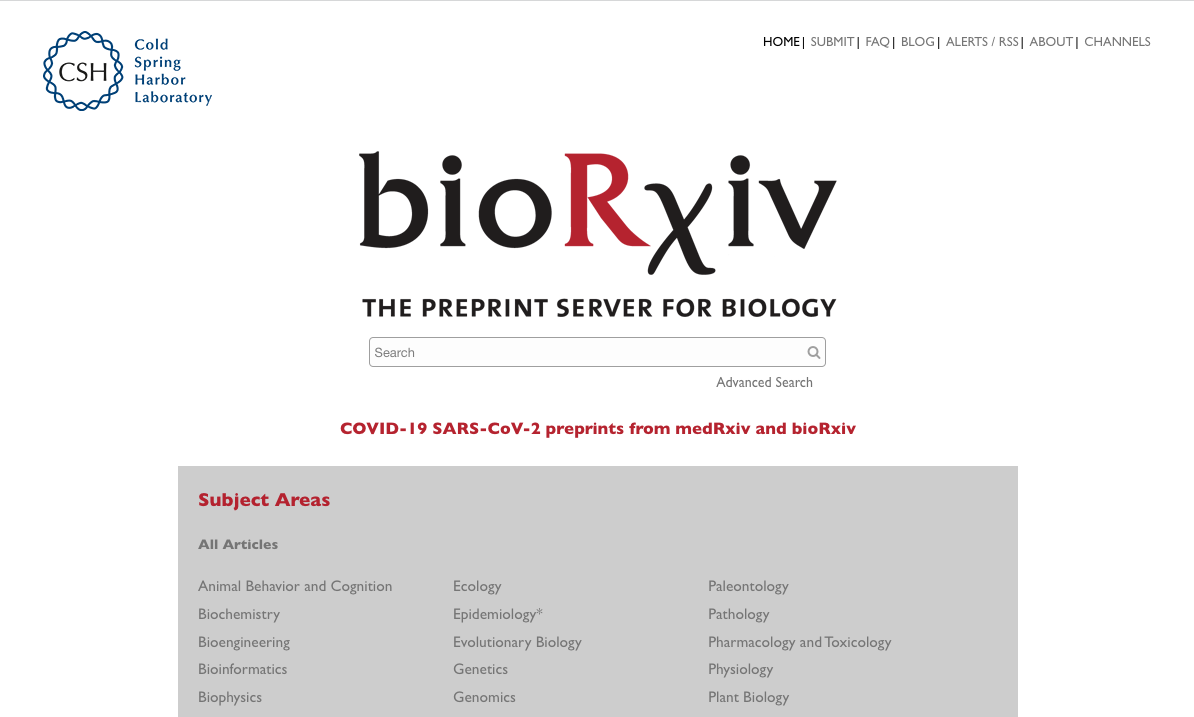 CSH
Cold
Spring
Harbor
Laboratory
HOME | SUBMIT | FAQ | BLOG | ALERTS / RSS | ABOUT | CHANNELS
bioRχiv
THE PREPRINT SERVER FOR BIOLOGY
Search
Advanced Search
COVID-19 SARS-CoV-2 preprints from medRxiv and bioRxiv
Subject Areas
All Articles
Animal Behavior and Cognition
Biochemistry
Bioengineering
Bioinformatics
Biophysics
Ecology
Epidemiology*
Evolutionary Biology
Genetics
Genomics
Paleontology
Pathology
Pharmacology and Toxicology
Physiology
Plant Biology